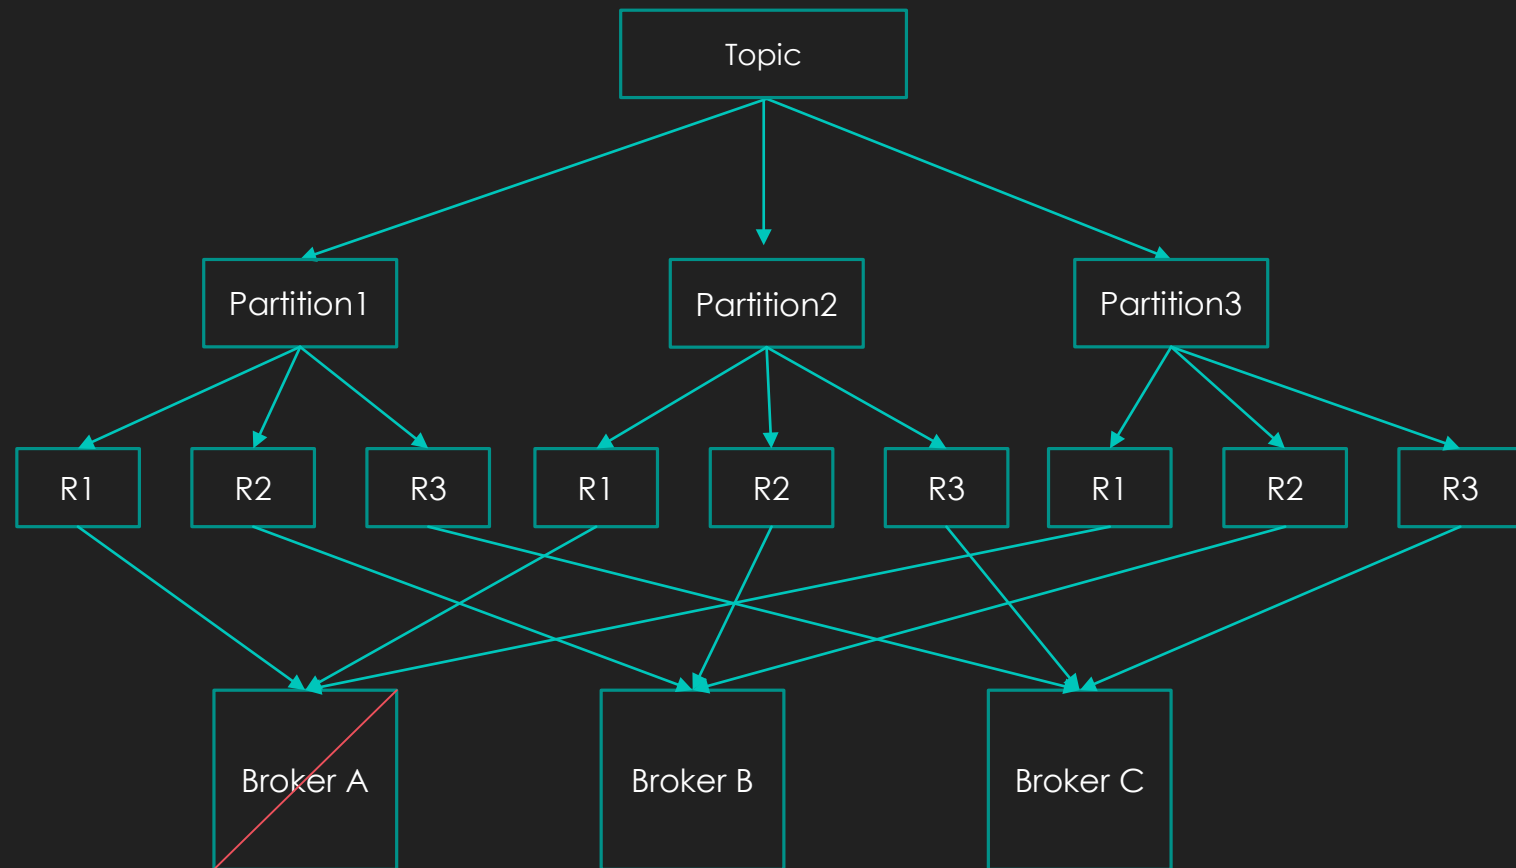 Topic
Partition1
Partition2
Partition3
R1
R2
R3
R1
R2
R3
R1
R2
R3
Broker A
Broker B
Broker C